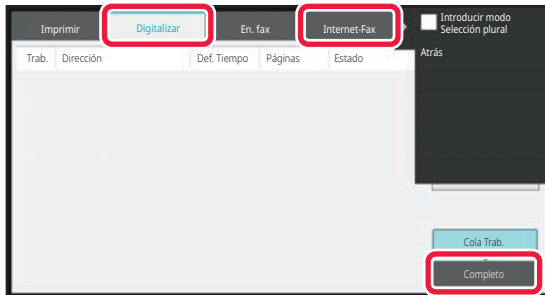 Imprimir Digitalizar En. fax Internet-Fax
Introducir modo
Selección plural
Atrás
Trab. Dirección Def. Tiempo Páginas Estado
Cola Trab.
Completo